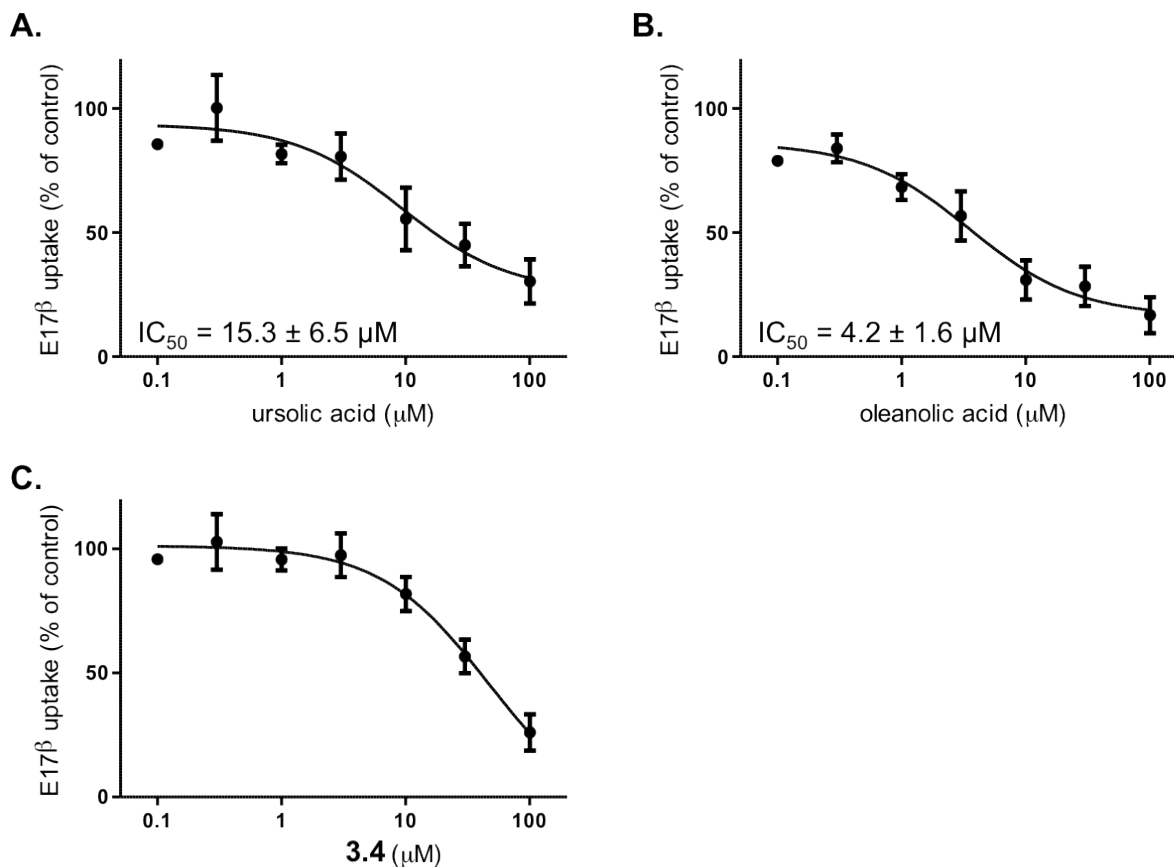 A.
E17β uptake (% of control)
100
50
0
IC50 = 15.3 ± 6.5 µM
0.1 1 10 100
ursolic acid (μM)
B.
E17β uptake (% of control)
100
50
0
IC50 = 4.2 ± 1.6 µM
0.1 1 10 100
oleanolic acid (μM)
C.
E17β uptake (% of control)
100
50
0
0.1 1 10 100
3.4 (μM)